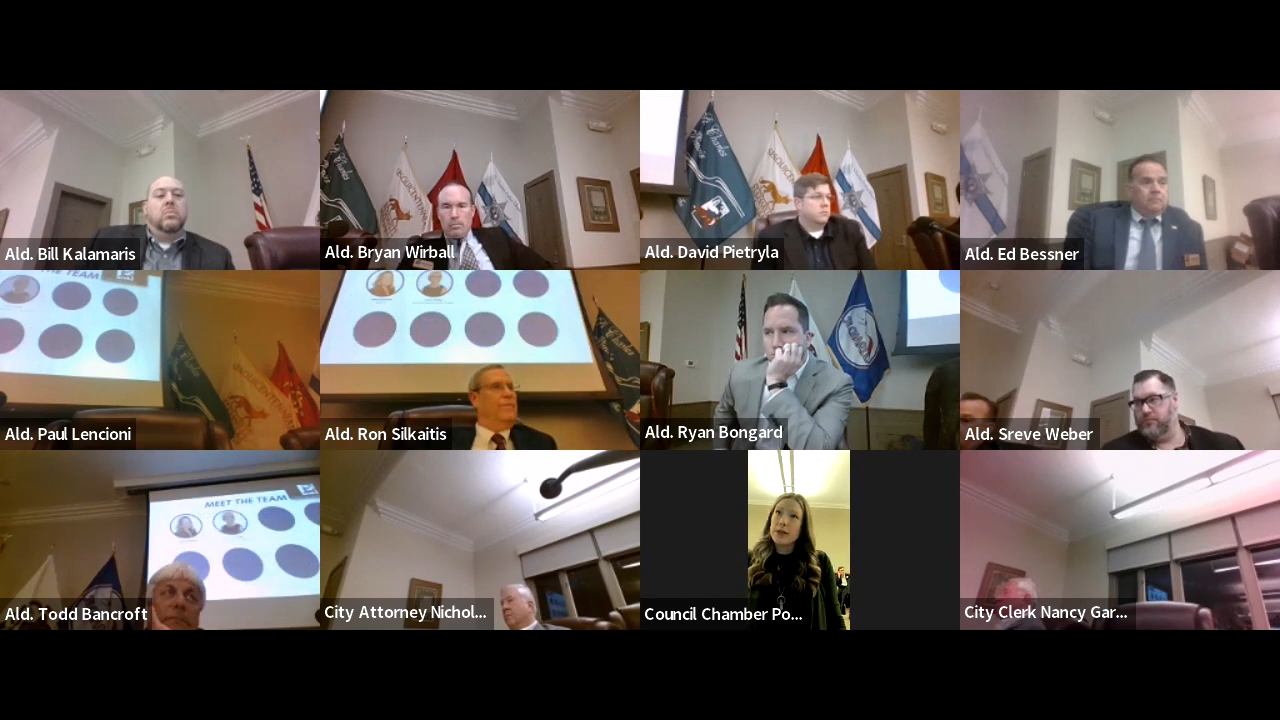 Ald. Bill Kalamaris
Ald. Bryan Wirball
Ald. David Pietryla
Ald. Ed Bessner
THE TEAM
Ald. Paul Lencioni
Ald. Ron Silkaitis
Ald. Ryan Bongard
Ald. Sreve Weber
MEET THE TEAM
Ald. Todd Bancroft
City Attorney Nichol...
Council Chamber Po...
City Clerk Nancy Gar...